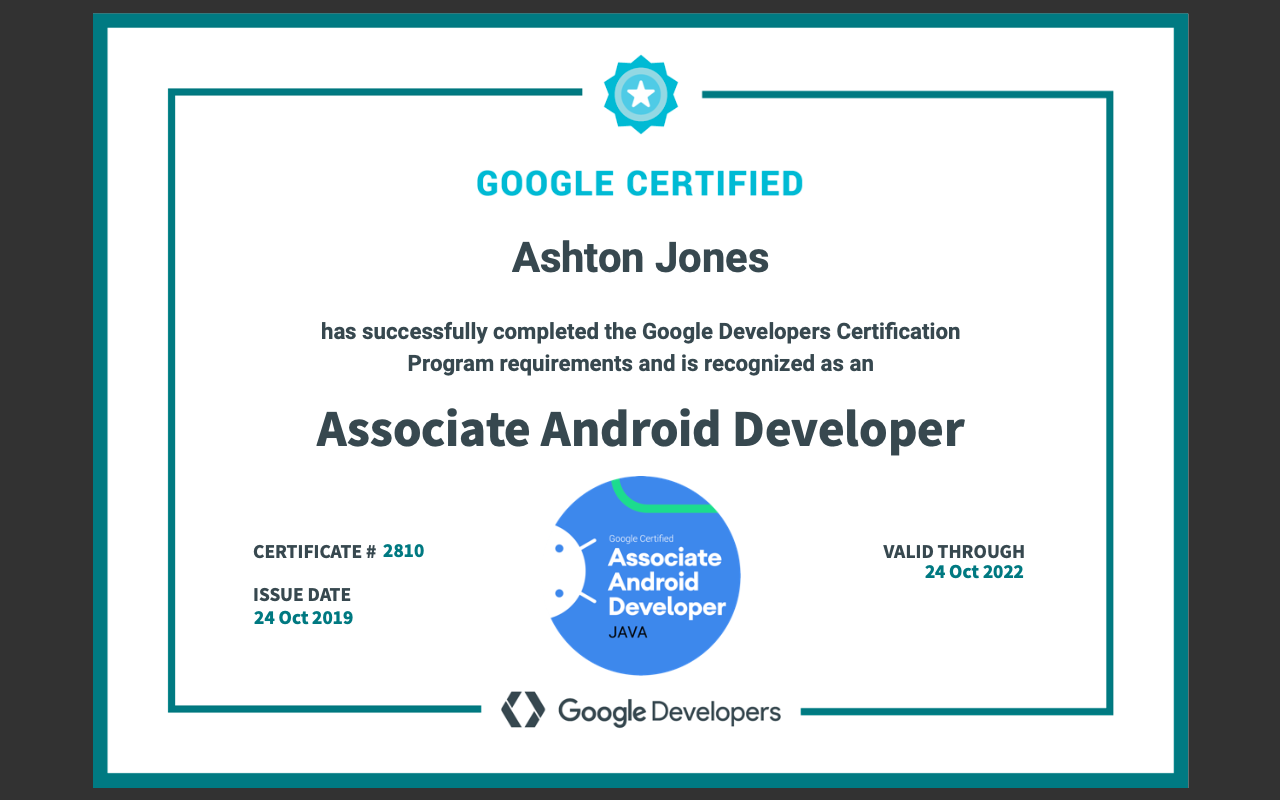 GOOGLE CERTIFIED
Ashton Jones
has successfully completed the Google Developers Certification
Program requirements and is recognized as an
Associate Android Developer
CERTIFICATE # 2810
ISSUE DATE
24 Oct 2019
Google Certified
Associate
Android
Developer
JAVA
VALID THROUGH
24 Oct 2022
Google Developers